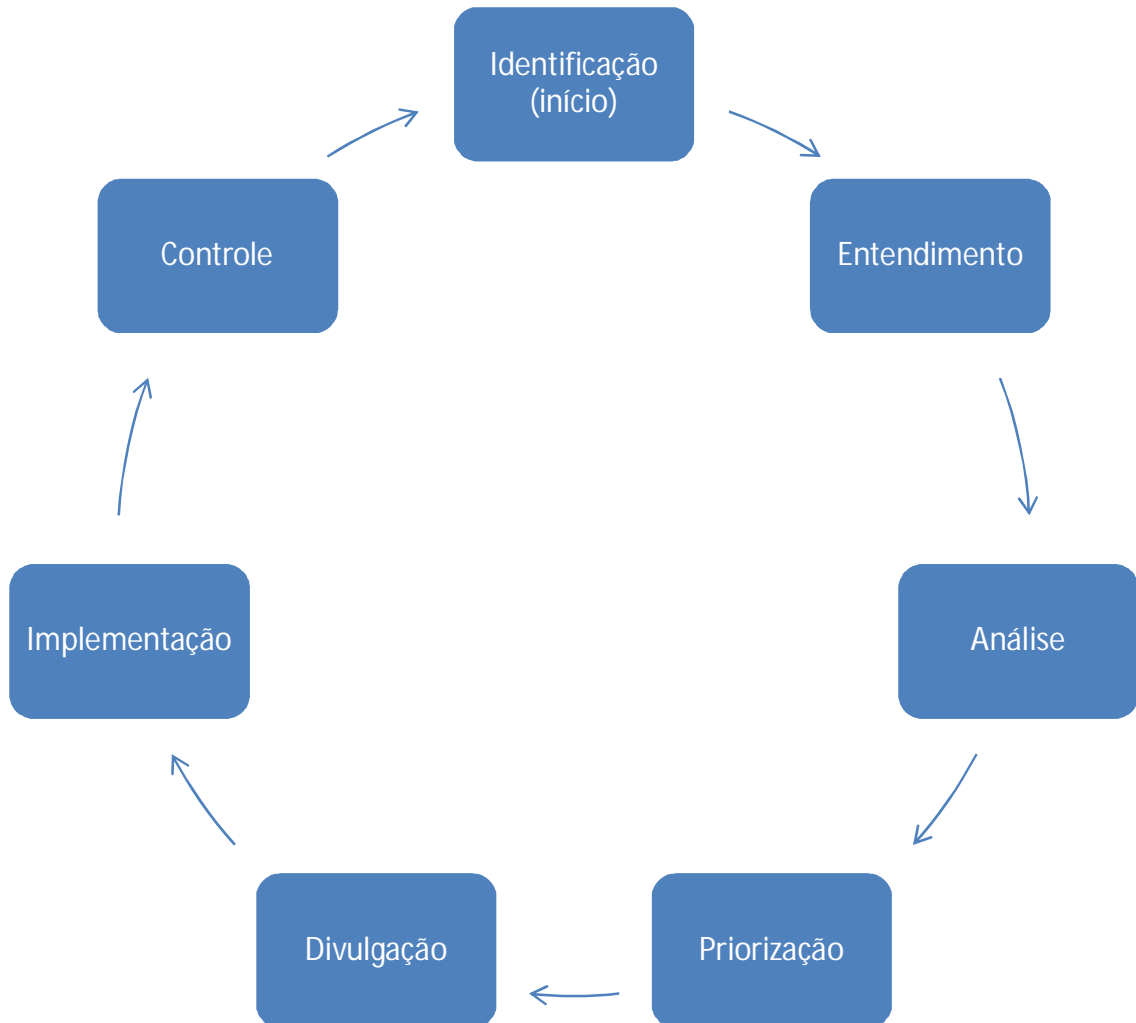 Identificação
(início)
Entendimento
Análise
Priorização
Divulgação
Implementação
Controle